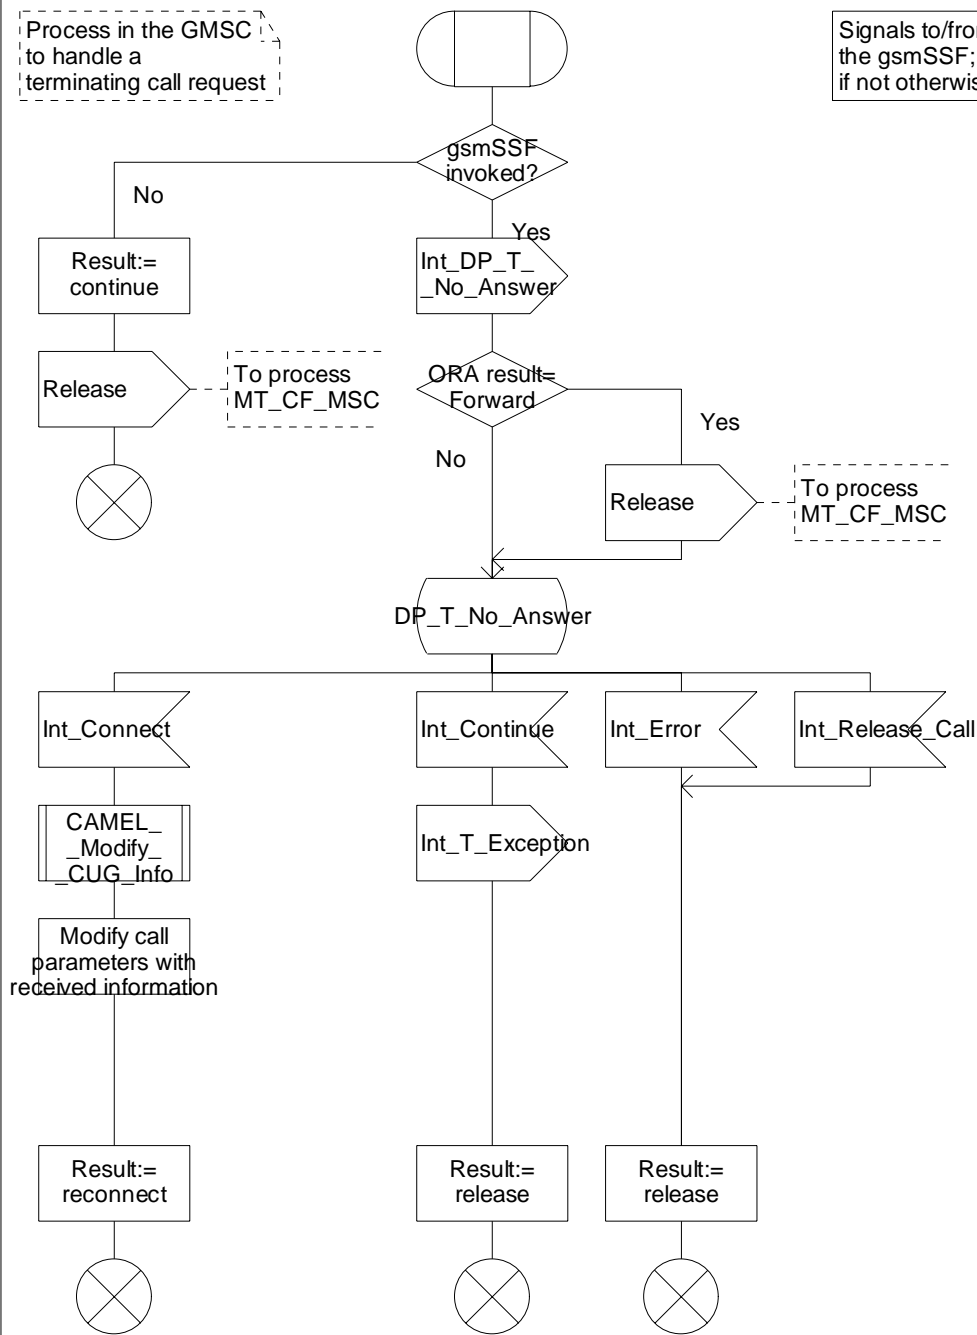 Process in the GMSC
to handle a
terminating call request
Signals to/from
the gsmSSF;
if not otherwis
gsmSSF
invoked?
No
Yes
Result:=
continue
Int_DP_T_
_No_Answer
Release
To process
MT_CF_MSC
ORA result=
Forward
Yes
No
Release
To process
MT_CF_MSC
DP_T_No_Answer
Int_Connect
Int_Continue
Int_Error
Int_Release_Call
CAMEL_
_Modify_
_CUG_Info
Int_T_Exception
Modify call
parameters with
received information
Result:=
reconnect
Result:=
release
Result:=
release